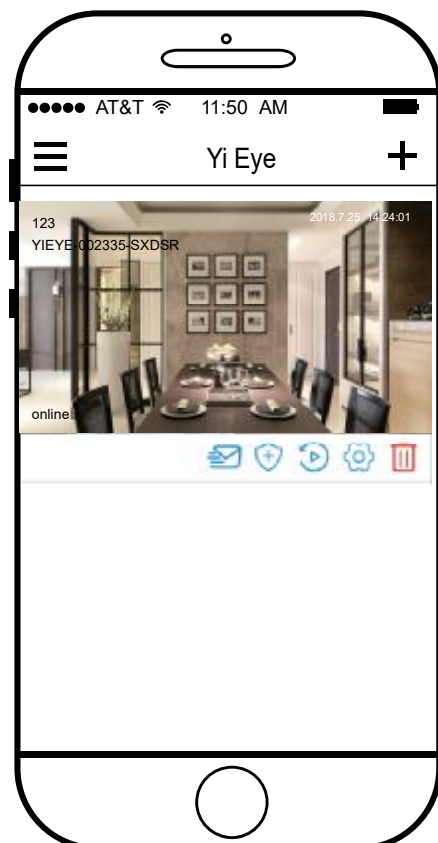 AT&T 11:50 AM
Yi Eye
123
2018.7.25 14:24:01
YIEYE-002335-SXDSR
online